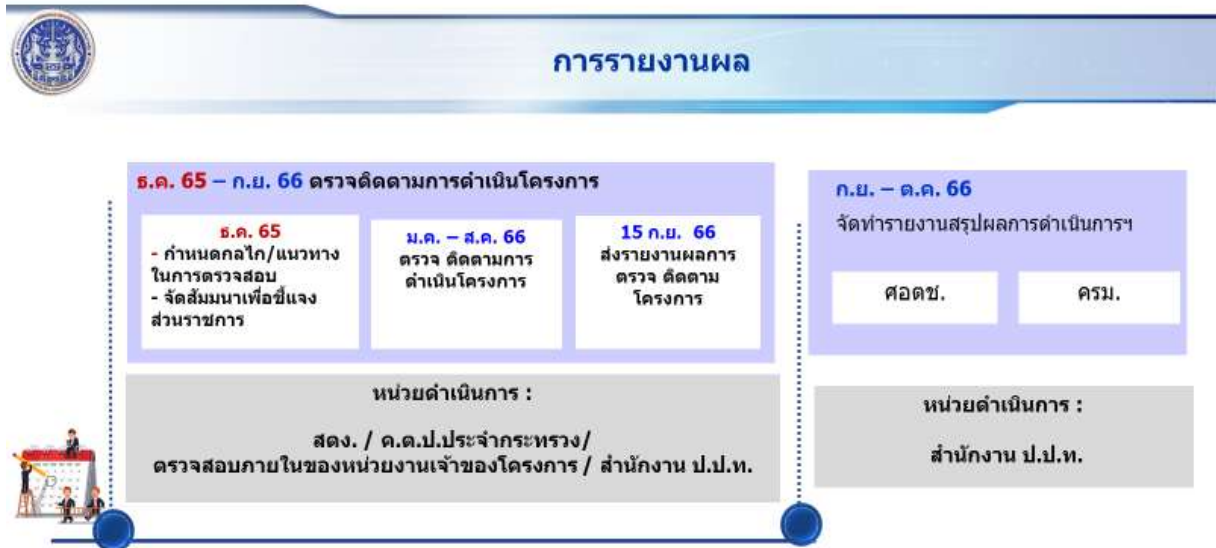 การรายงานผล
ธ.ค. 65 – ก.ย. 66 ตรวจติดตามการดำเนินโครงการ
ธ.ค. 65
- กำหนดกลไก/แนวทาง
ในการตรวจสอบ
- จัดสัมมนาเพื่อชี้แจง
ส่วนราชการ
ม.ค. – ส.ค. 66
ตรวจ ติดตามการ
ดำเนินโครงการ
15 ก.ย. 66
ส่งรายงานผลการ
ตรวจ ติดตาม
โครงการ
หน่วยดำเนินการ :
สตง. / ค.ต.ป.ประจำกระทรวง/
ตรวจสอบภายในของหน่วยงานเจ้าของโครงการ / สำนักงาน ป.ป.ท.
ก.ย. – ต.ค. 66
จัดทำรายงานสรุปผลการดำเนินการฯ
ศอตช.
ครม.
หน่วยดำเนินการ :
สำนักงาน ป.ป.ท.